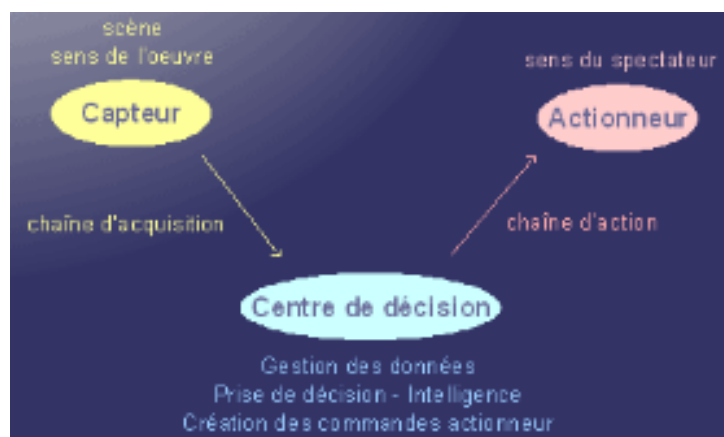 scène
sens de l'oeuvre
Capteur
sens du spectateur
Actionneur
chaîne d'acquisition
chaîne d'action
Centre de décision
Gestion des données
Prise de décision - Intelligence
Création des commandes actionneur